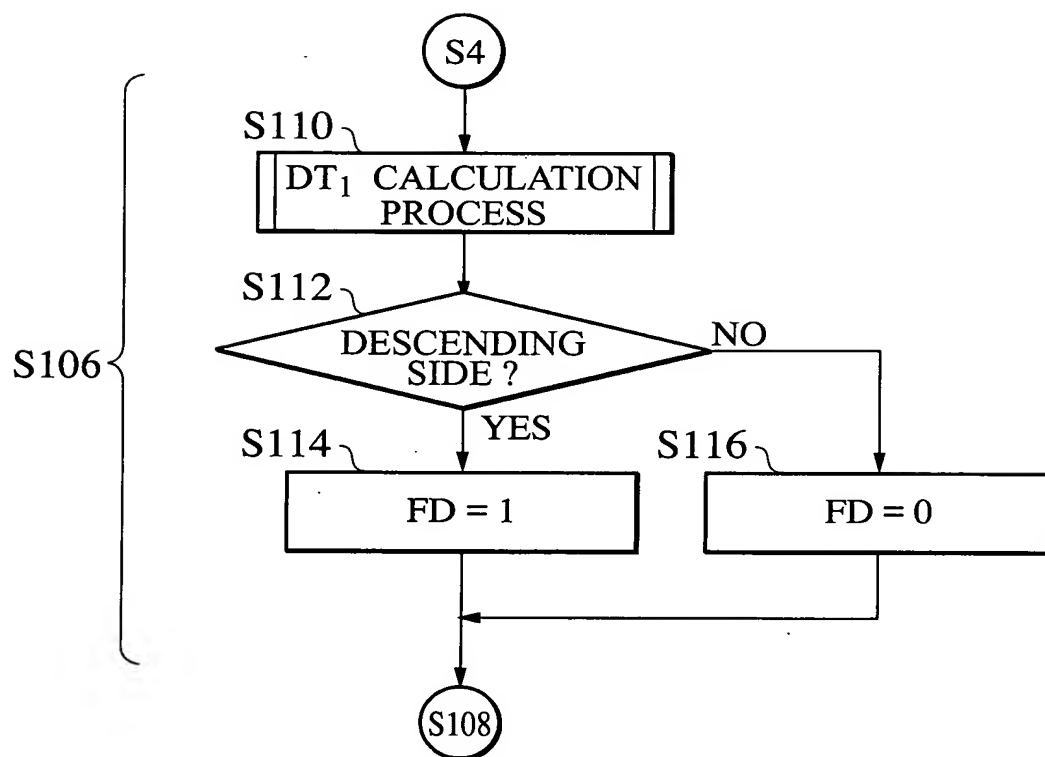 S4
S110
DT₁ CALCULATION
PROCESS
S112
DESCENDING
SIDE ?
NO
S106
YES
S114
S116
FD = 1
FD = 0
S108